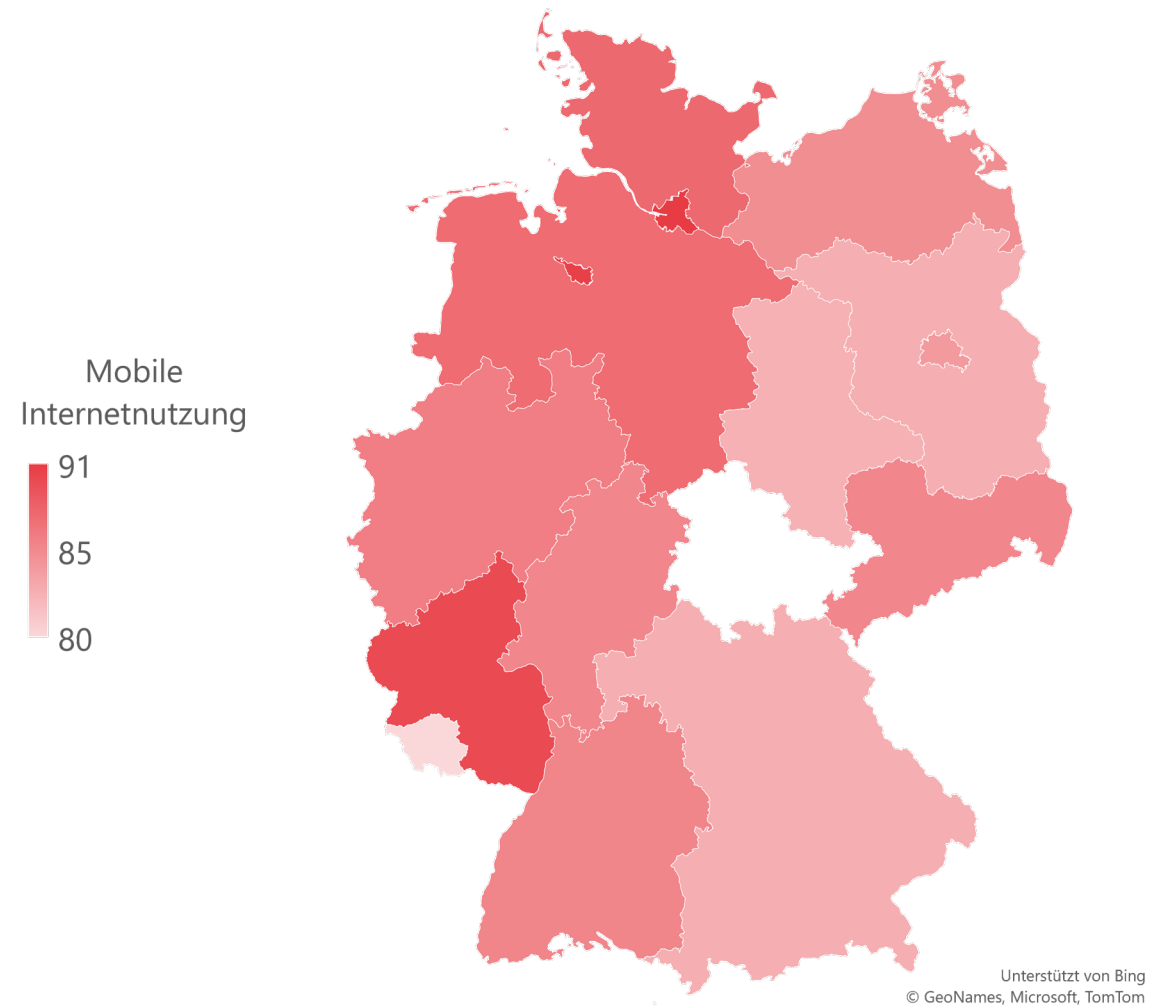 Mobile
Internetnutzung
91
85
80
Unterstützt von Bing
© GeoNames, Microsoft, TomTom